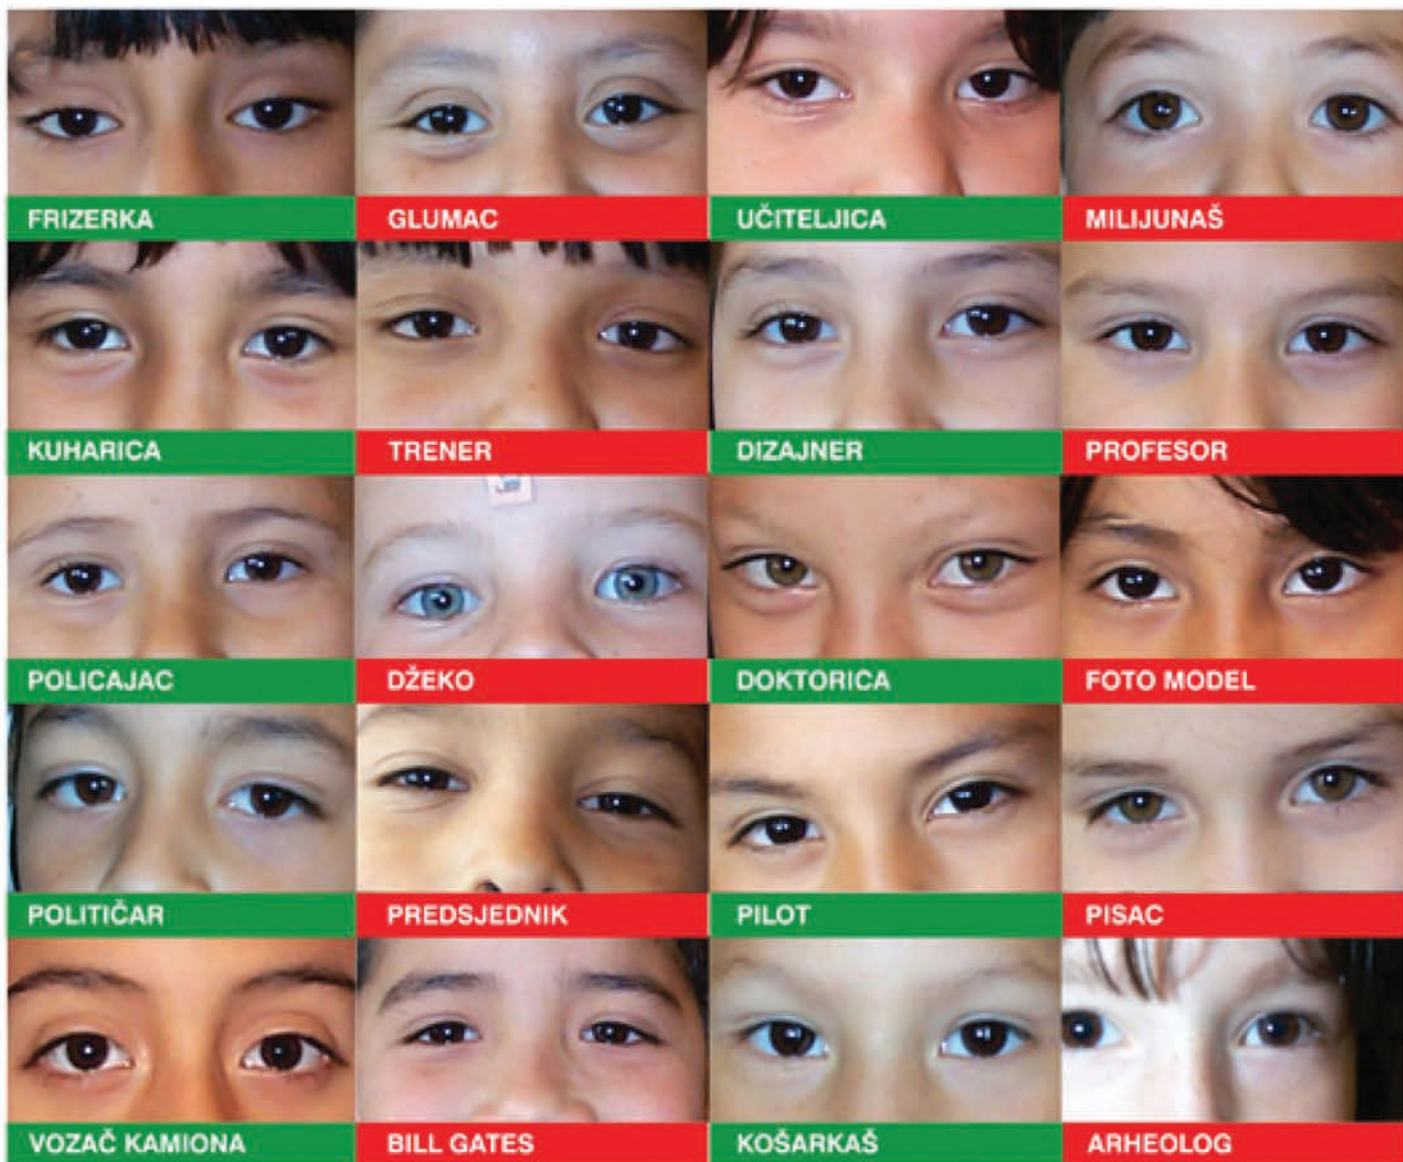 FRIZERKA
GLUMAC
UČITELJICA
MILIJUNAŠ
KUHARICA
TRENER
DIZAJNER
PROFESOR
POLICAJAC
DŽEKO
DOKTORICA
FOTO MODEL
POLITIČAR
PREDSJEDNIK
PILOT
PISAC
VOZAČ KAMIONA
BILL GATES
KOŠARKAŠ
ARHEOLOG